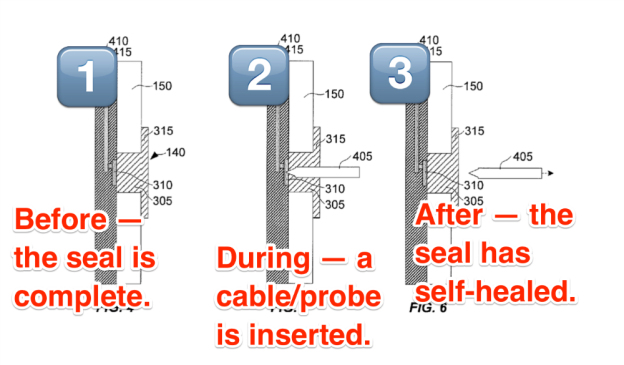 410
415
1
150
315
140
310
305
Before —
the seal is
complete.
FIG. 4
410
415
2
150
315
405
310
305
During — a
cable/probe
is inserted.
410
415
3
150
315
405
310
305
After — the
seal has
self-healed.
FIG. 6